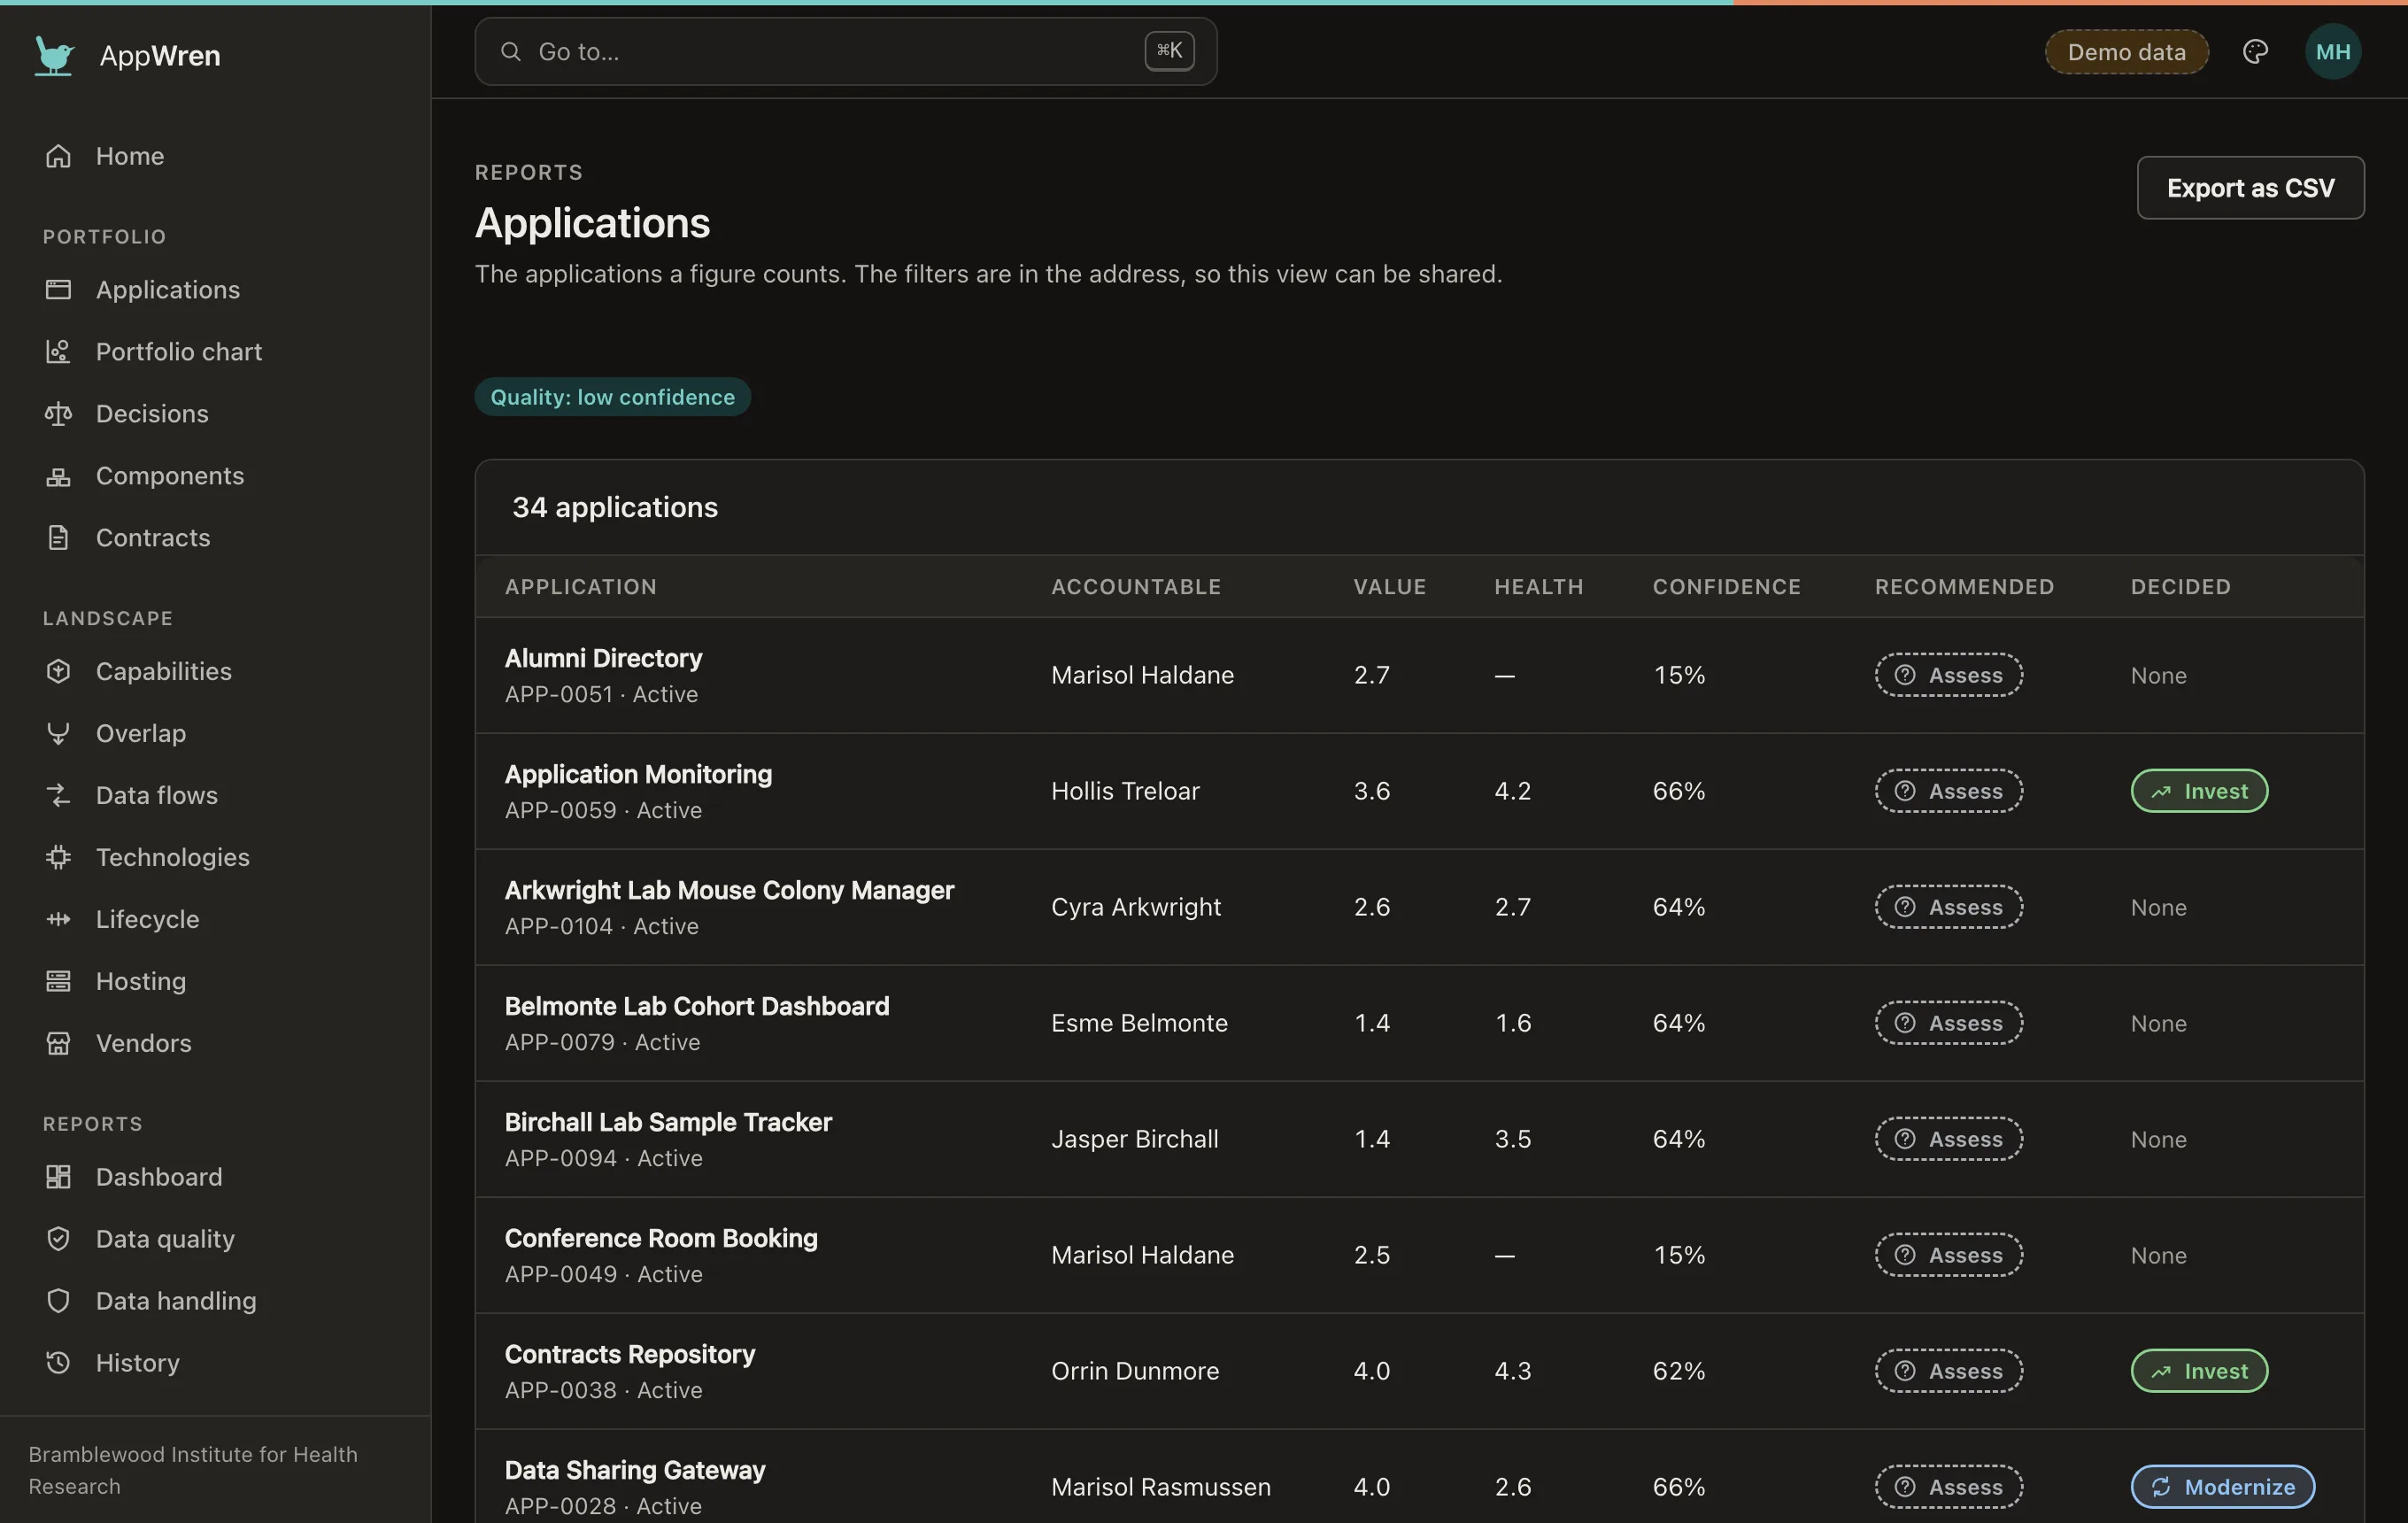 AppWren
Go to...
⌘K
Demo data
MH
Home
PORTFOLIO
Applications
Portfolio chart
Decisions
Components
Contracts
LANDSCAPE
Capabilities
Overlap
Data flows
Technologies
Lifecycle
Hosting
Vendors
REPORTS
Dashboard
Data quality
Data handling
History
Bramblewood Institute for Health
Research
REPORTS
Applications
The applications a figure counts. The filters are in the address, so this view can be shared.
Export as CSV
Quality: low confidence
34 applications
APPLICATION ACCOUNTABLE VALUE HEALTH CONFIDENCE RECOMMENDED DECIDED
Alumni Directory
APP-0051 · Active
Marisol Haldane 2.7 — 15% Assess None
Application Monitoring
APP-0059 · Active
Hollis Treloar 3.6 4.2 66% Assess Invest
Arkwright Lab Mouse Colony Manager
APP-0104 · Active
Cyra Arkwright 2.6 2.7 64% Assess None
Belmonte Lab Cohort Dashboard
APP-0079 · Active
Esme Belmonte 1.4 1.6 64% Assess None
Birchall Lab Sample Tracker
APP-0094 · Active
Jasper Birchall 1.4 3.5 64% Assess None
Conference Room Booking
APP-0049 · Active
Marisol Haldane 2.5 — 15% Assess None
Contracts Repository
APP-0038 · Active
Orrin Dunmore 4.0 4.3 62% Assess Invest
Data Sharing Gateway
APP-0028 · Active
Marisol Rasmussen 4.0 2.6 66% Assess Modernize